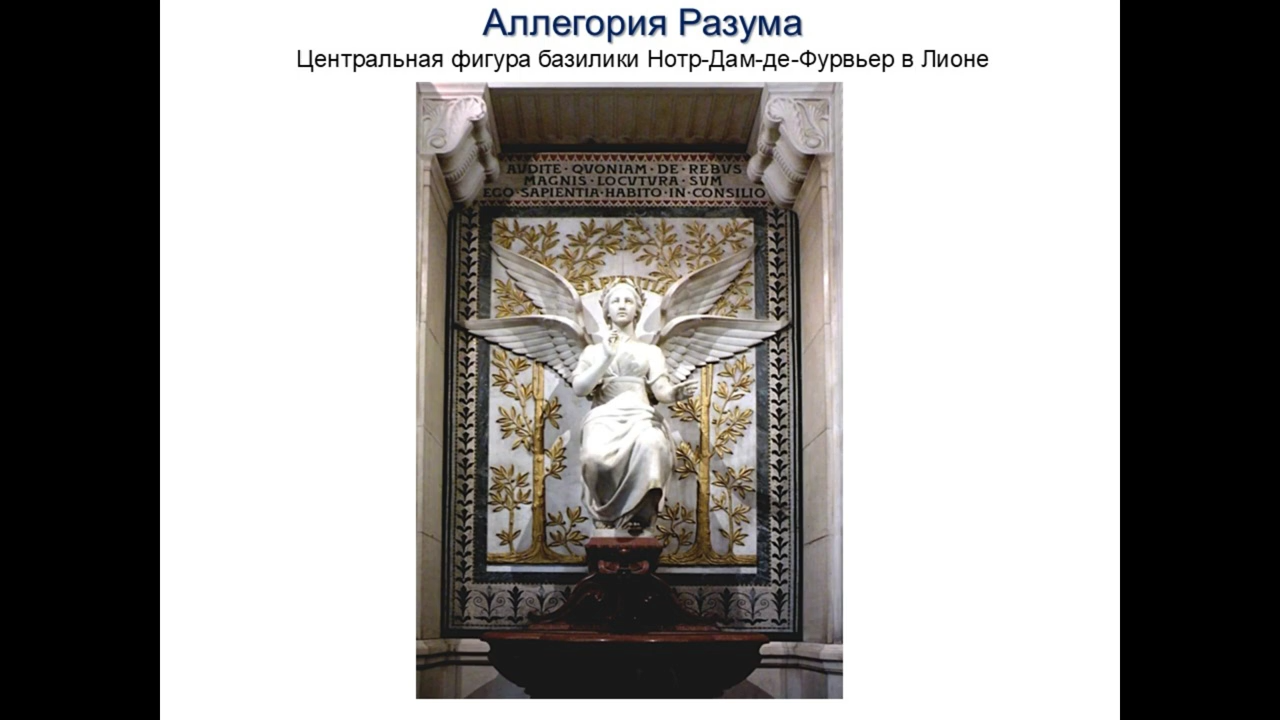 Аллегория Разума
Центральная фигура базилики Нотр-Дам-де-Фурвьер в Лионе
AVDITE·QVONIAM·DE·REBVS
MAGNIS·LOCVTVRA·SVM
EGO·SAPIENTIA·HABITO·IN·CONSILIO